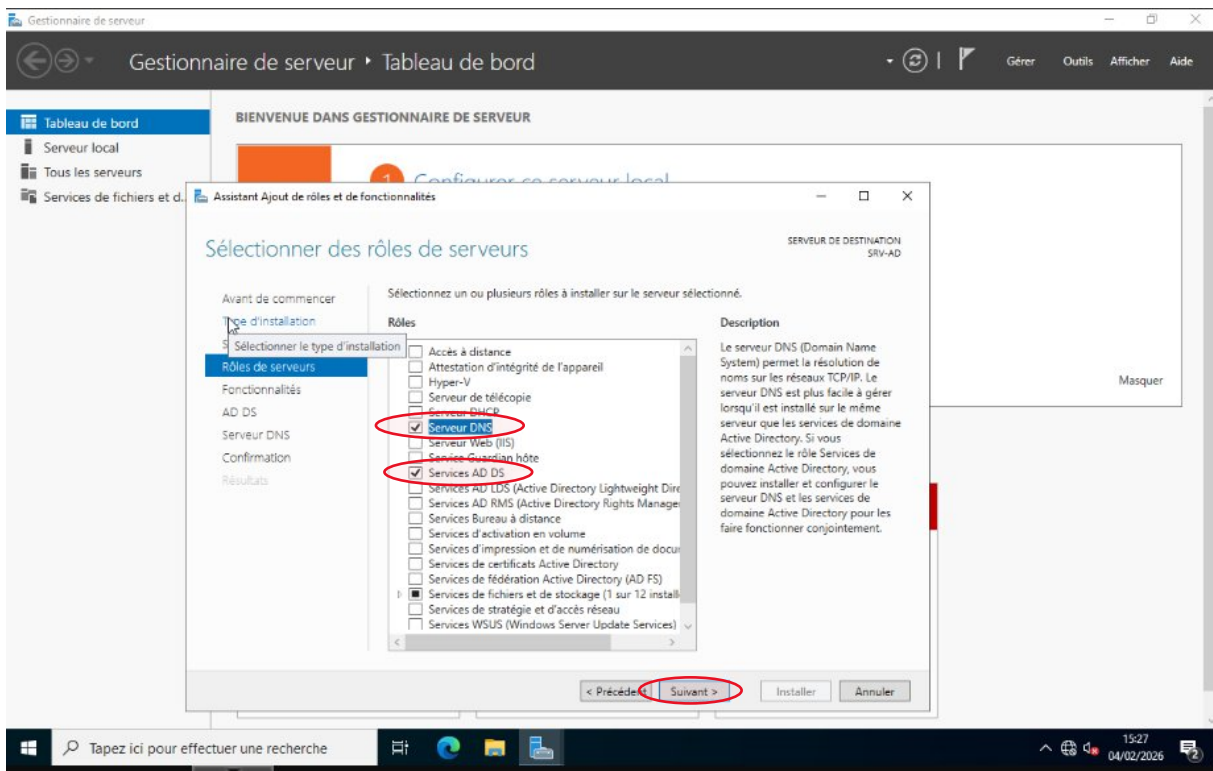 Gestionnaire de serveur
Gestionnaire de serveur
Tableau de bord
Gérer
Outils
Afficher
Aide
Tableau de bord
Serveur local
Tous les serveurs
Services de fichiers et d...
BIENVENUE DANS GESTIONNAIRE DE SERVEUR
1 Configurer ce serveur local
Masquer
Assistant Ajout de rôles et de fonctionnalités
Sélectionner des rôles de serveurs
SERVEUR DE DESTINATION
SRV-AD
Avant de commencer
Type d'installation
Sélectionner le type d'installation
Rôles de serveurs
Fonctionnalités
AD DS
Serveur DNS
Confirmation
Résultats
Sélectionnez un ou plusieurs rôles à installer sur le serveur sélectionné.
Rôles
Accès à distance
Attestation d'intégrité de l'appareil
Hyper-V
Serveur de télécopie
Serveur DHCP
Serveur DNS
Serveur Web (IIS)
Service Guardian hôte
Services AD DS
Services AD LDS (Active Directory Lightweight Dire
Services AD RMS (Active Directory Rights Manage
Services Bureau à distance
Services d'activation en volume
Services d'impression et de numérisation de docu
Services de certificats Active Directory
Services de fédération Active Directory (AD FS)
Services de fichiers et de stockage (1 sur 12 install
Services de stratégie et d'accès réseau
Services WSUS (Windows Server Update Services)
Description
Le serveur DNS (Domain Name
System) permet la résolution de
noms sur les réseaux TCP/IP. Le
serveur DNS est plus facile à gérer
lorsqu'il est installé sur le même
serveur que les services de domaine
Active Directory. Si vous
sélectionnez le rôle Services de
domaine Active Directory, vous
pouvez installer et configurer le
serveur DNS et les services de
domaine Active Directory pour les
faire fonctionner conjointement.
< Précédent
Suivant >
Installer
Annuler
Tapez ici pour effectuer une recherche
15:27
04/02/2026
2